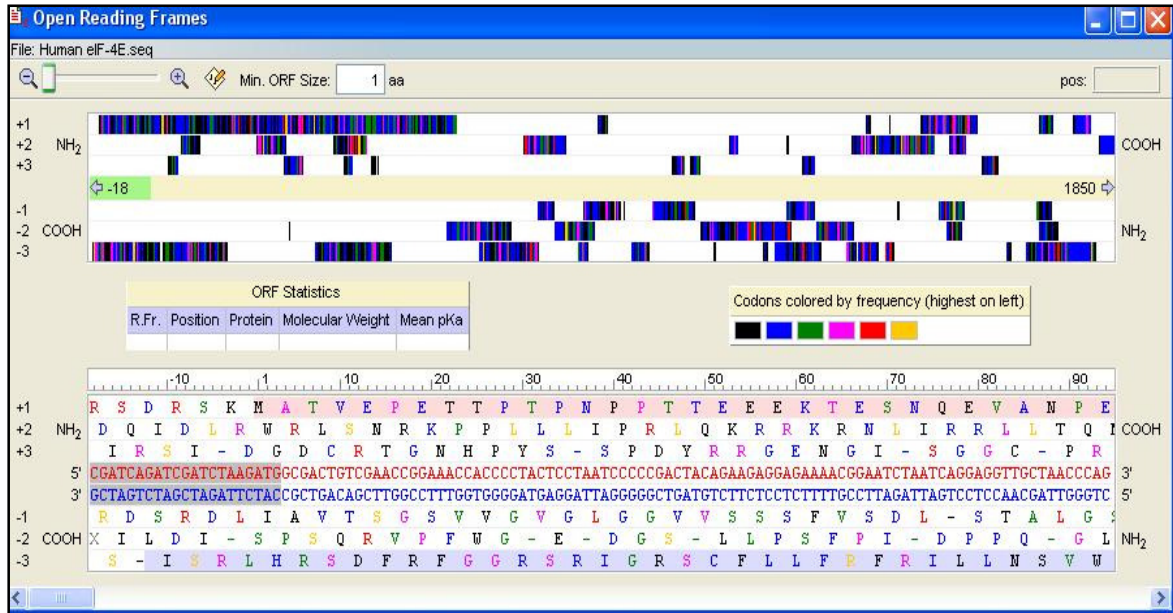 Open Reading Frames
File: Human eIF-4E.seq
Min. ORF Size: 1 aa pos:
+1
+2 NH2 COOH
+3
-18 1850
-1
-2 COOH NH2
-3
ORF Statistics
R.Fr. Position Protein Molecular Weight Mean pKa
Codons colored by frequency (highest on left)
-10 1 10 20 30 40 50 60 70 80 90
+1 R S D R S K M A T V E P E T T P T P N P P T T E E E K T E S N Q E V A N P E
+2 NH2 D Q I D L R W R L S N R K P P L L L I P R L Q K R R K R N L I R R L L T Q COOH
+3 I R S I - D G D C R T G N H P Y S - S P D Y R R G E N G I - S G G C - P R
5' CGATCAGATCGATCTAAGATGGCGACTGTCGAACCGGAAACCACCCCTACTCCTAATCCCCCGACTACAGAAGAGGAGAAAACGGAATCTAATCAGGAGGTTGCTAACCCAG 3'
3' GCTAGTCTAGCTAGATTCTACCGCTGACAGCTTGGCCTTTGGTGGGGATGAGGATTAGGGGGCTGATGTCTTCTCCTCTTTTGCCTTAGATTAGTCCTCCAACGATTGGGTC 5'
-1 R D S R D L I A V T S G S V V G V G L G G V V S S S F V S D L - S T A L G
-2 COOH X I L D I - S P S Q R V P F W G - E - D G S - L L P S F P I - D P P Q - G L NH2
-3 S - I S R L H R S D F R F G G R S R I G R S C F L L F R F R I L L N S V W